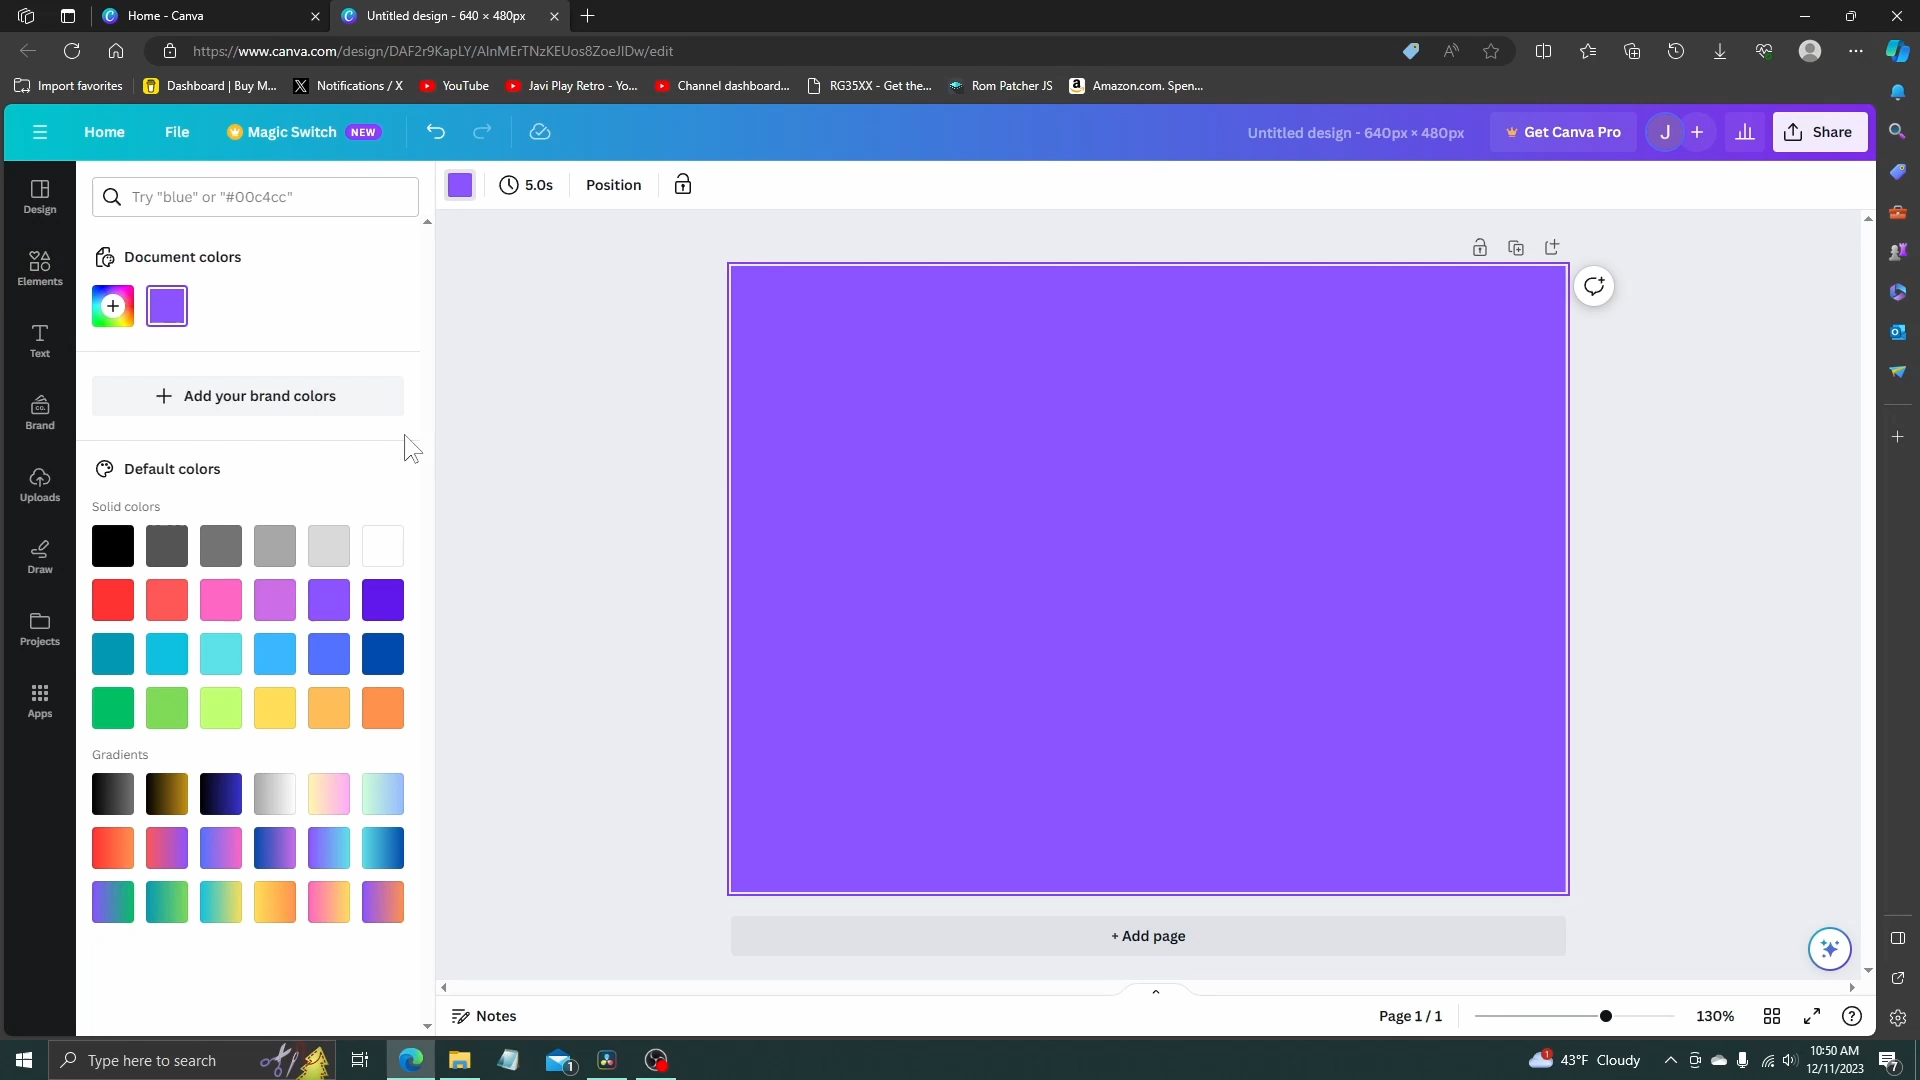 Home - Canva
Untitled design - 640 × 480px
https://www.canva.com/design/DAF2r9KapLY/AlnMErTNzKEUos8ZoeJIDw/edit
Import favorites
Dashboard | Buy M...
Notifications / X
YouTube
Javi Play Retro - Yo...
Channel dashboard...
RG35XX - Get the...
Rom Patcher JS
Amazon.com. Spen...
Home
File
Magic Switch NEW
Untitled design - 640px × 480px
Get Canva Pro
J
Share
Design
Elements
Text
Brand
Uploads
Draw
Projects
Apps
Try "blue" or "#00c4cc"
5.0s
Position
Document colors
Add your brand colors
Default colors
Solid colors
Gradients
+ Add page
Notes
Page 1 / 1
130%
Type here to search
1
1
43°F Cloudy
10:50 AM
12/11/2023
7